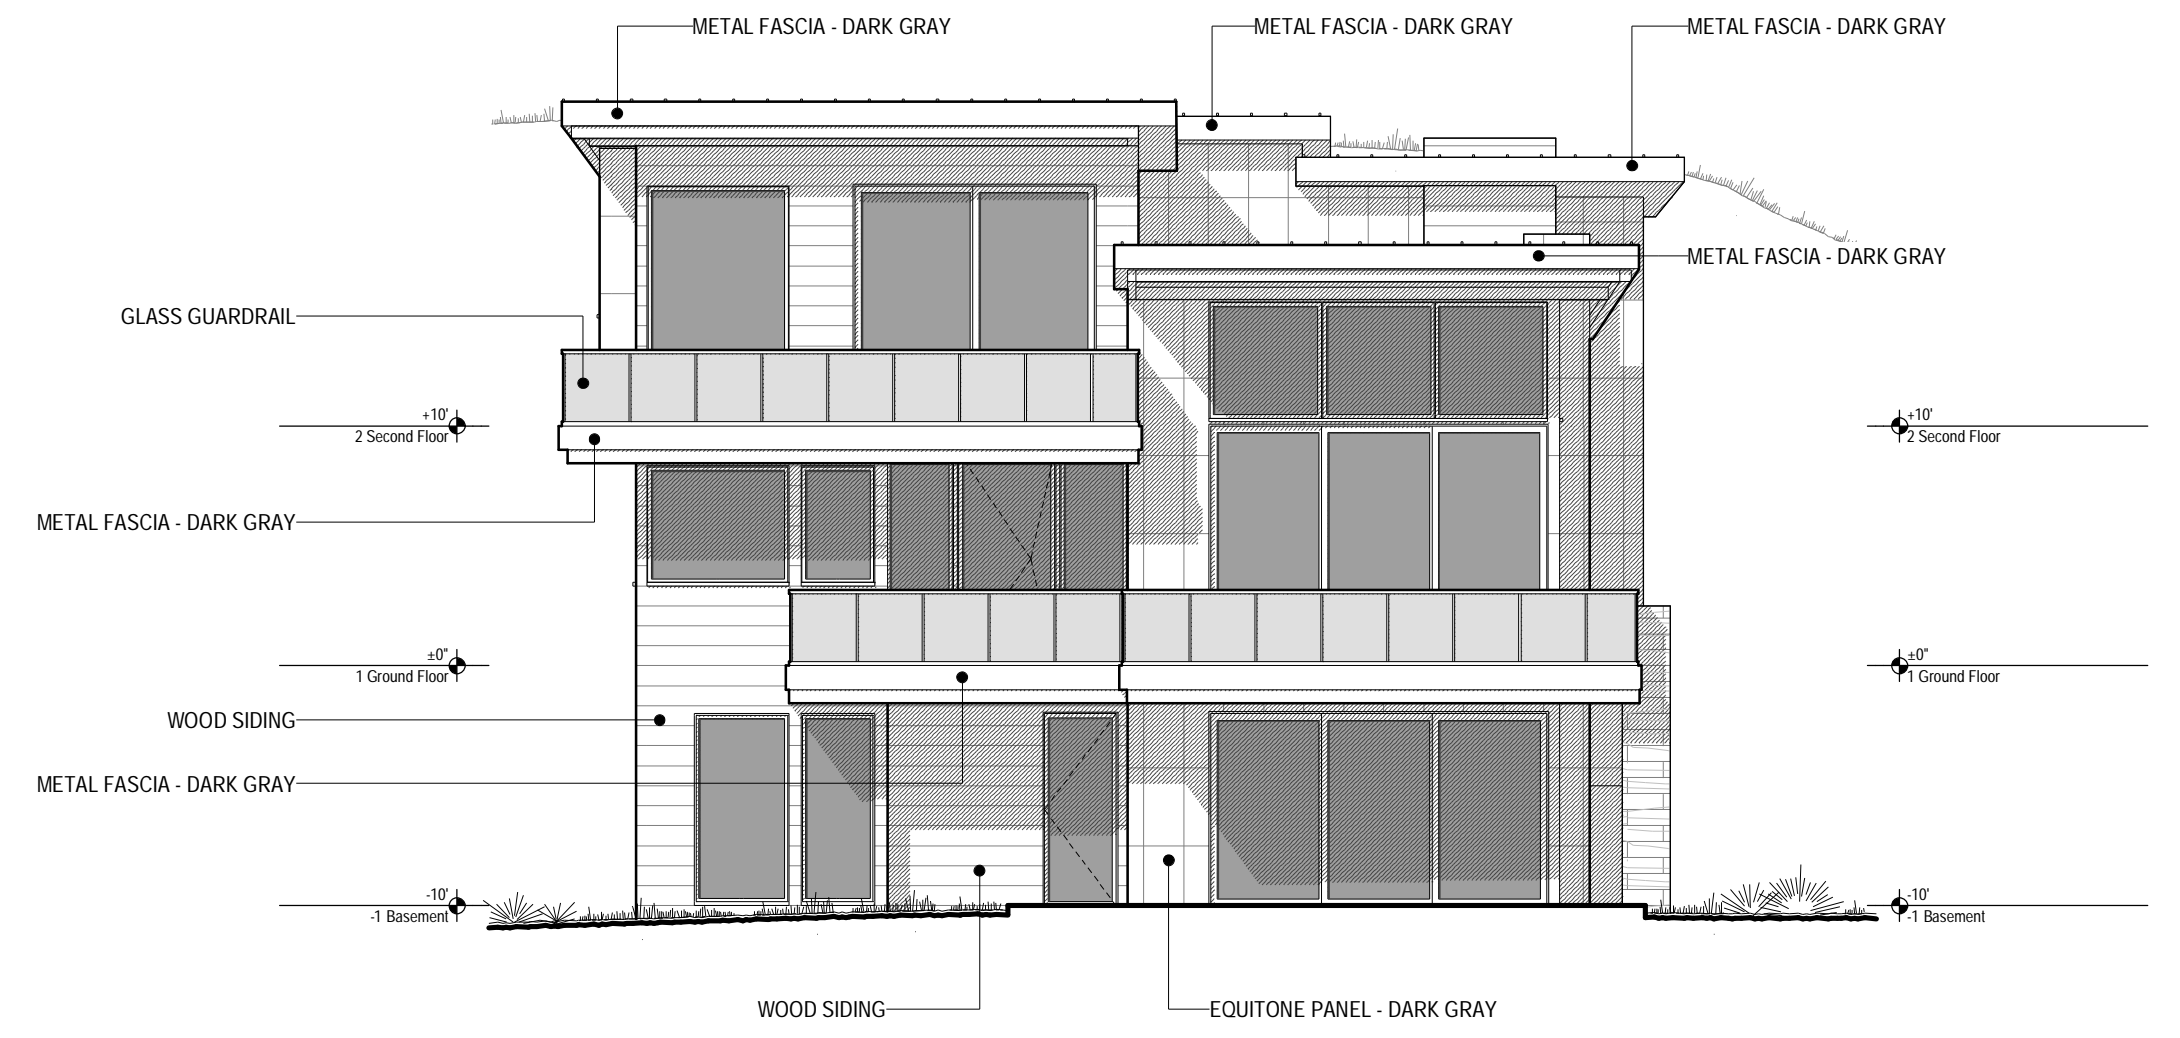 METAL FASCIA - DARK GRAY
METAL FASCIA - DARK GRAY
METAL FASCIA - DARK GRAY
METAL FASCIA - DARK GRAY
GLASS GUARDRAIL
+10'
2 Second Floor
+10'
2 Second Floor
METAL FASCIA - DARK GRAY
±0"
1 Ground Floor
±0"
1 Ground Floor
WOOD SIDING
METAL FASCIA - DARK GRAY
-10'
-1 Basement
-10'
-1 Basement
WOOD SIDING
EQUITONE PANEL - DARK GRAY